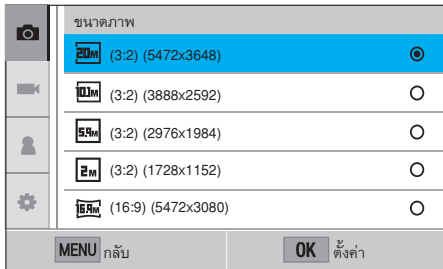 ขนาดภาพ
20M (3:2) (5472x3648)
10.1M (3:2) (3888x2592)
5.9M (3:2) (2976x1984)
2M (3:2) (1728x1152)
16.9M (16:9) (5472x3080)
MENU กลับ
OK ตั้งค่า